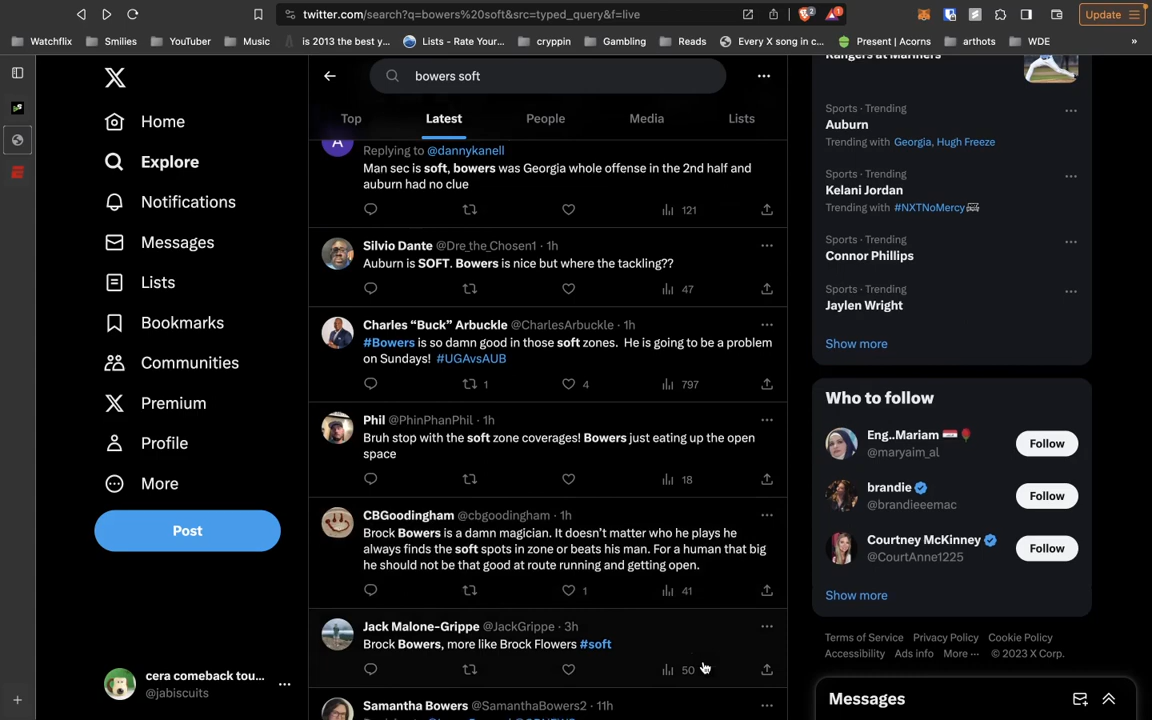 twitter.com/search?q=bowers%20soft&src=typed_query&f=live
Update
Watchflix
Smilies
YouTuber
Music
is 2013 the best y...
Lists - Rate Your...
cryppin
Gambling
Reads
Every X song in c...
Present | Acorns
arthots
WDE
»
Home
Explore
Notifications
Messages
Lists
Bookmarks
Communities
Premium
Profile
More
Post
cera comeback tou...
@jabiscuits
bowers soft
Top
Latest
People
Media
Lists
A
Replying to @dannykanell
Man sec is soft, bowers was Georgia whole offense in the 2nd half and
auburn had no clue
121
Silvio Dante @Dre_the_Chosen1 · 1h
Auburn is SOFT. Bowers is nice but where the tackling??
47
Charles “Buck” Arbuckle @CharlesArbuckle · 1h
#Bowers is so damn good in those soft zones. He is going to be a problem
on Sundays! #UGAvsAUB
1
4
797
Phil @PhinPhanPhil · 1h
Bruh stop with the soft zone coverages! Bowers just eating up the open
space
18
CBGoodingham @cbgoodingham · 1h
Brock Bowers is a damn magician. It doesn’t matter who he plays he
always finds the soft spots in zone or beats his man. For a human that big
he should not be that good at route running and getting open.
1
41
Jack Malone-Grippe @JackGrippe · 3h
Brock Bowers, more like Brock Flowers #soft
50
Samantha Bowers @SamanthaBowers2 · 11h
Rangers at Mariners
Sports · Trending
Auburn
Trending with Georgia, Hugh Freeze
Sports · Trending
Kelani Jordan
Trending with #NXTNoMercy
Sports · Trending
Connor Phillips
Sports · Trending
Jaylen Wright
Show more
Who to follow
Eng..Mariam
@maryaim_al
Follow
brandie
@brandieeemac
Follow
Courtney McKinney
@CourtAnne1225
Follow
Show more
Terms of Service Privacy Policy Cookie Policy
Accessibility Ads info More ··· © 2023 X Corp.
Messages